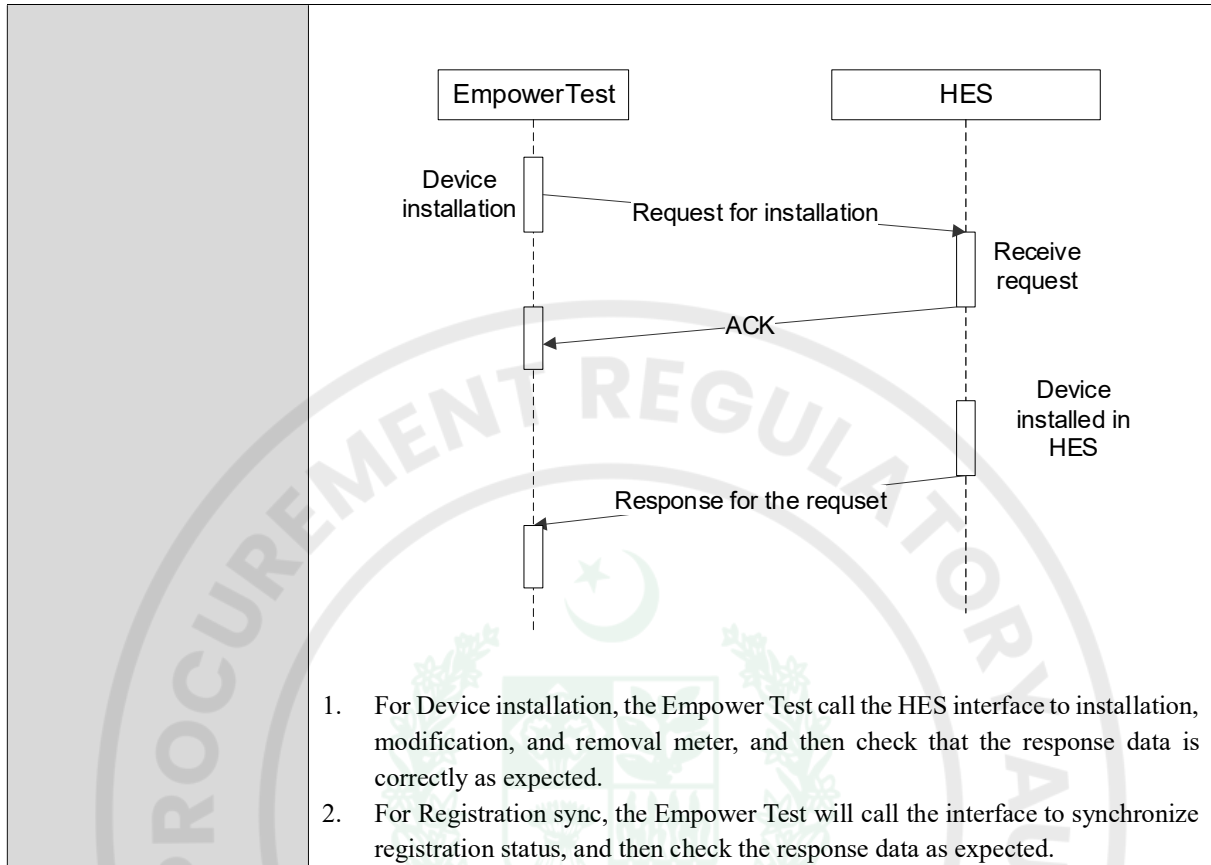 EmpowerTest
HES
Device
installation
Request for installation
Receive
request
ACK
Device
installed in
HES
Response for the requset
1. For Device installation, the Empower Test call the HES interface to installation,
modification, and removal meter, and then check that the response data is
correctly as expected.
2. For Registration sync, the Empower Test will call the interface to synchronize
registration status, and then check the response data as expected.
PROCUREMENT REGULATORY AU